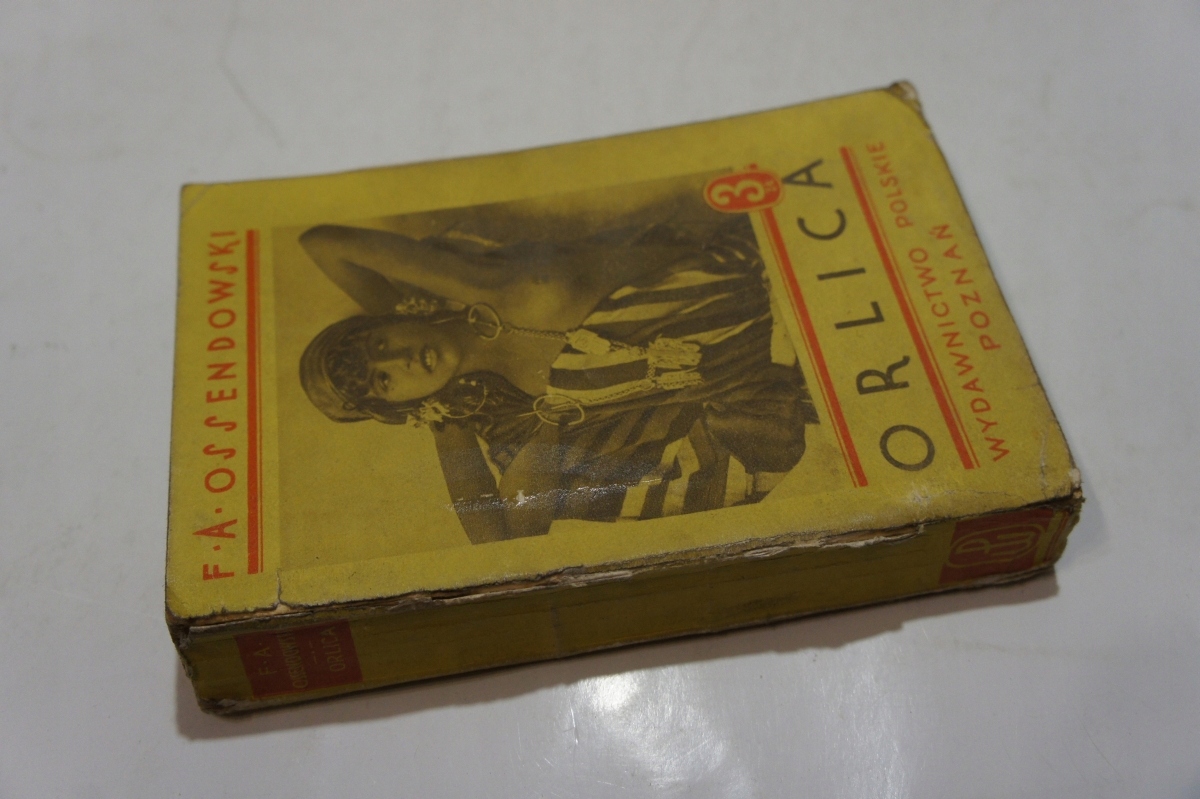 F·A·OSSENDOWSKI
3
zł
ORLICA
WYDAWNICTWO POLSKIE
POZNAŃ
F. A.
OSSENDOWSKI
ORLICA